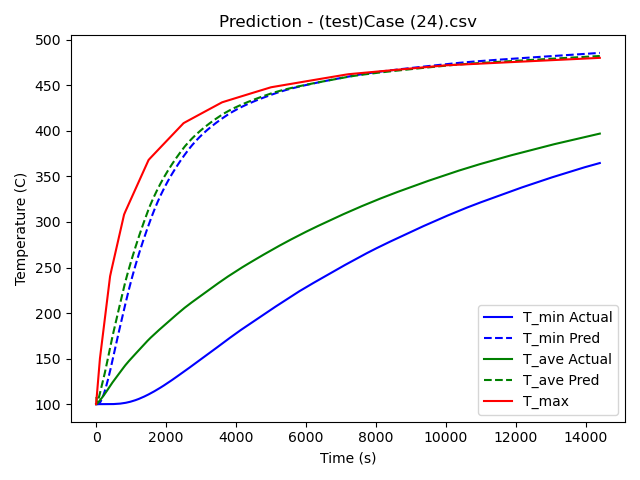 Prediction - (test)Case (24).csv
Temperature (C)
500
450
400
350
300
250
200
150
100
0 2000 4000 6000 8000 10000 12000 14000
Time (s)
T_min Actual
T_min Pred
T_ave Actual
T_ave Pred
T_max